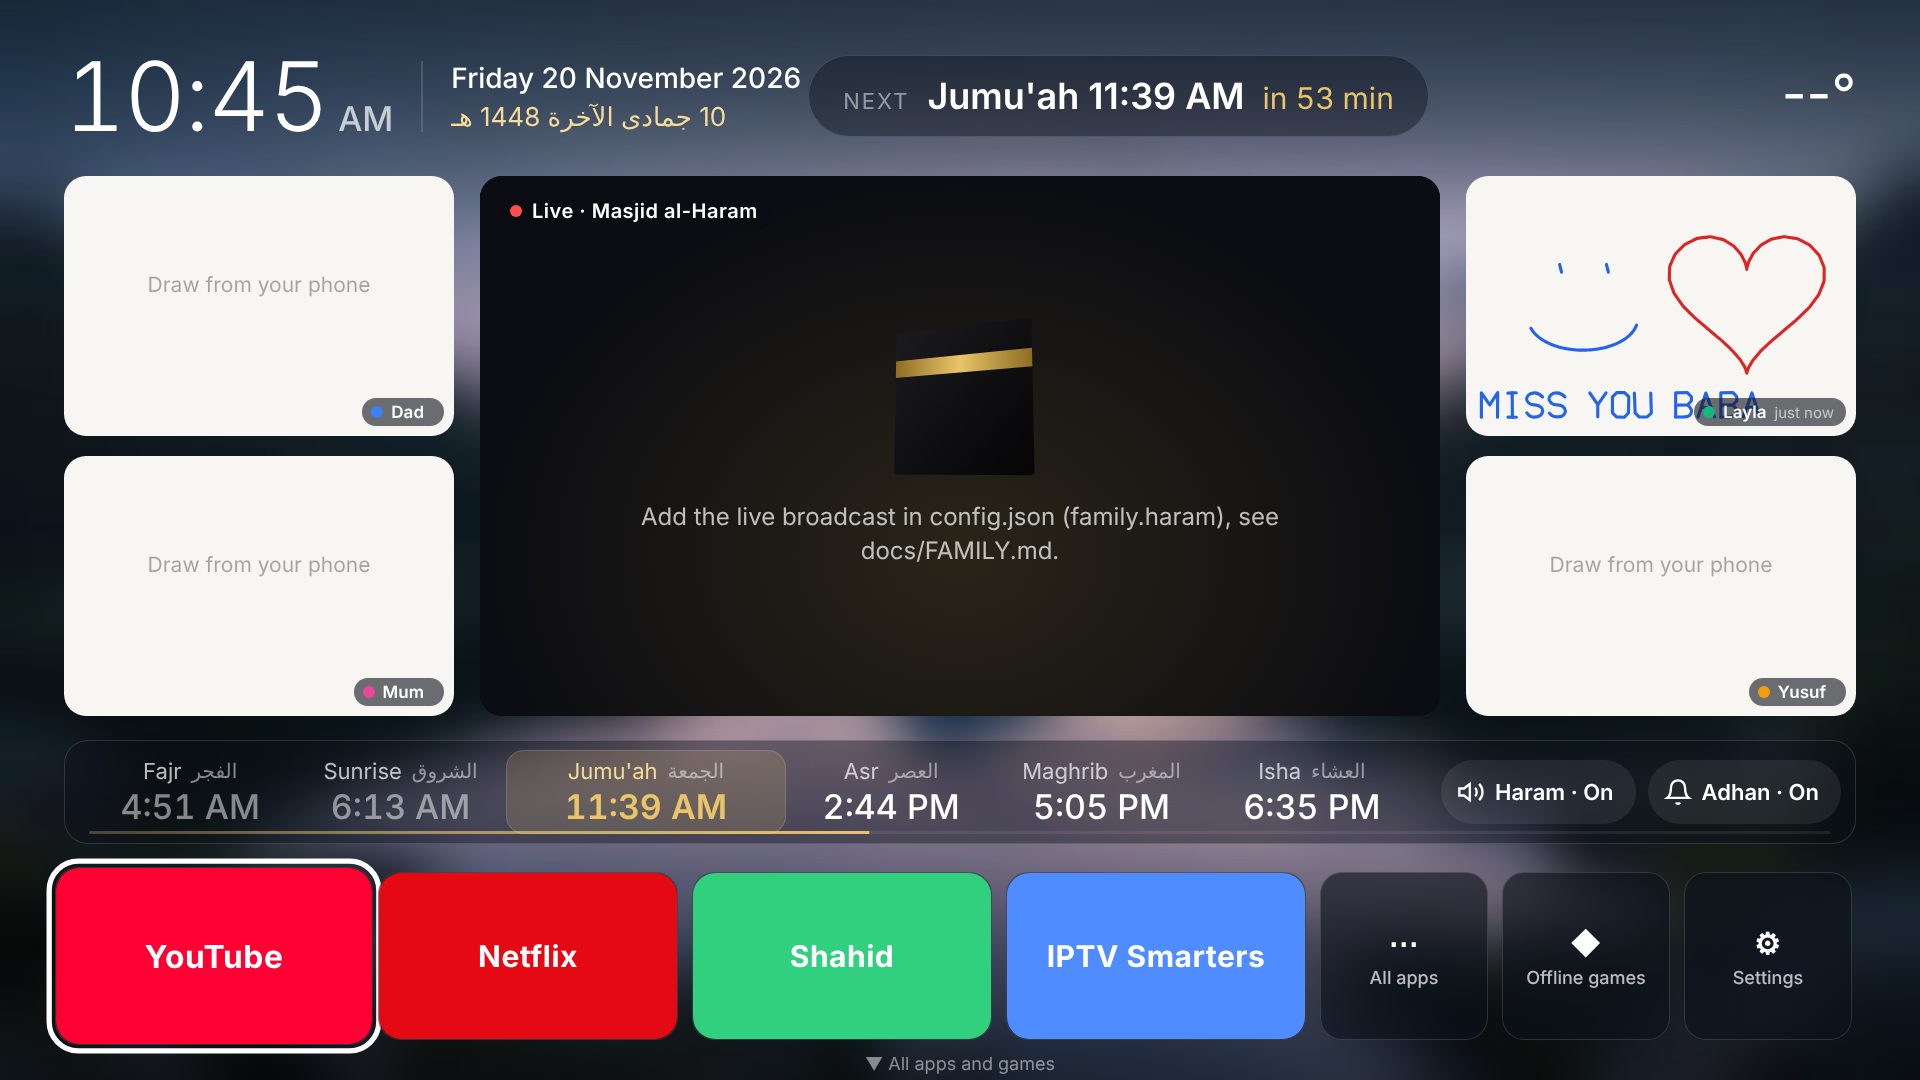 10:45 AM
Friday 20 November 2026
10 جمادى الآخرة 1448 هـ
NEXT Jumu'ah 11:39 AM in 53 min
--°
Draw from your phone
Dad
Live · Masjid al-Haram
Add the live broadcast in config.json (family.haram), see
docs/FAMILY.md.
MISS YOU BABA
Layla just now
Draw from your phone
Mum
Draw from your phone
Yusuf
Fajr الفجر
4:51 AM
Sunrise الشروق
6:13 AM
Jumu'ah الجمعة
11:39 AM
Asr العصر
2:44 PM
Maghrib المغرب
5:05 PM
Isha العشاء
6:35 PM
Haram · On
Adhan · On
YouTube
Netflix
Shahid
IPTV Smarters
All apps
Offline games
Settings
All apps and games